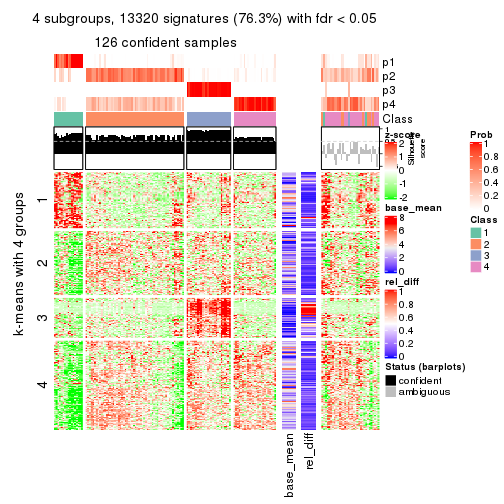 4 subgroups, 13320 signatures (76.3%) with fdr < 0.05
126 confident samples
p1
p2
p3
p4
Class
1
0.5
0
Silhouette
score
k-means with 4 groups
1
2
3
4
base_mean
rel_diff
z-score
2
1
0
-1
-2
base_mean
8
6
4
2
0
rel_diff
1
0.8
0.6
0.4
0.2
0
Status (barplots)
confident
ambiguous
Prob
1
0.8
0.6
0.4
0.2
0
Class
1
2
3
4